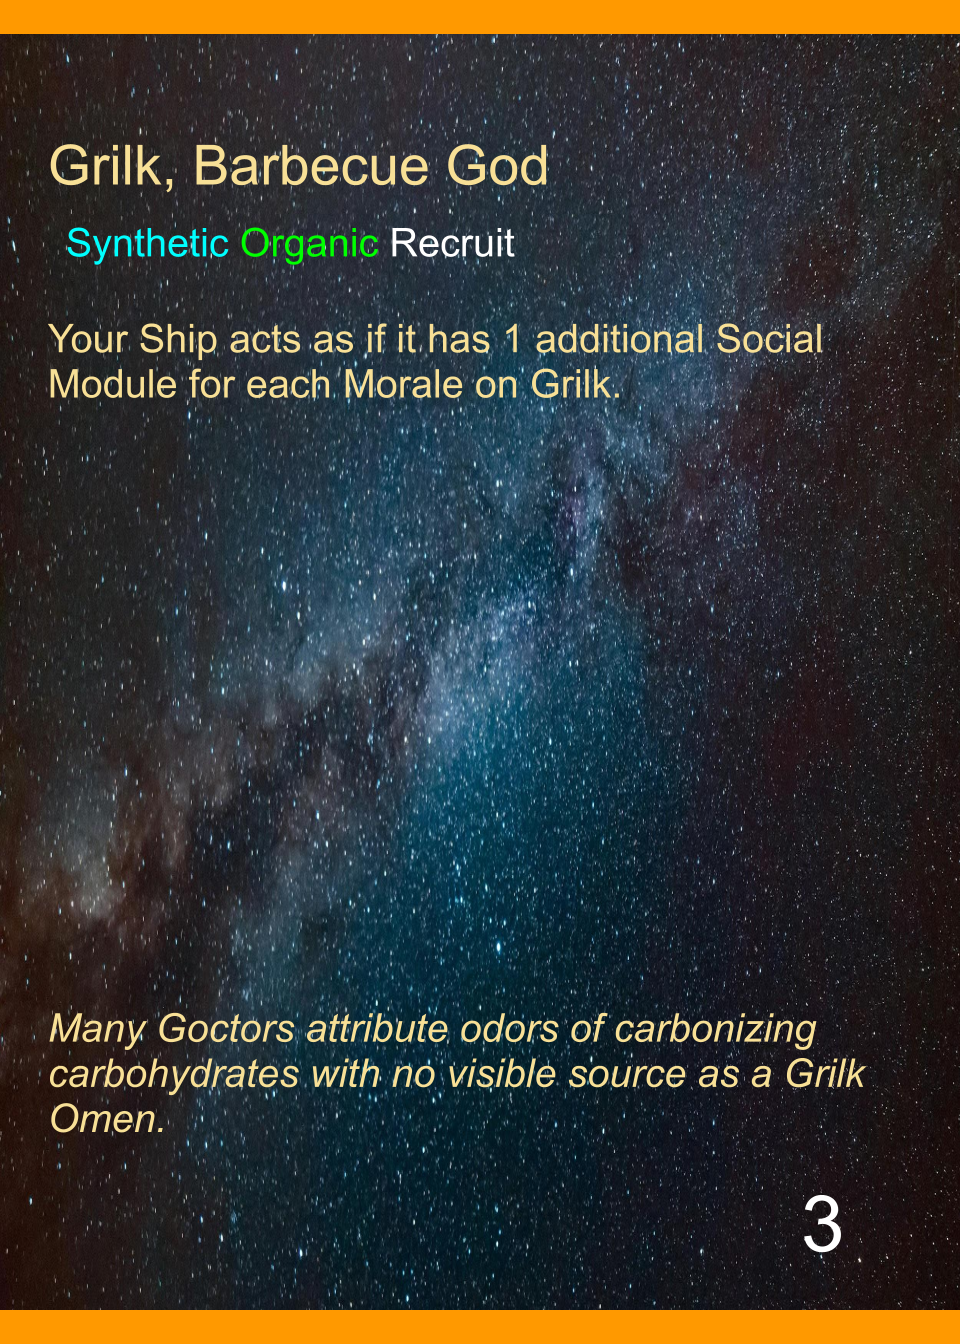 Grilk, Barbecue God
Synthetic Organic Recruit
Your Ship acts as if it has 1 additional Social
Module for each Morale on Grilk.
Many Goctors attribute odors of carbonizing
carbohydrates with no visible source as a Grilk
Omen.
3